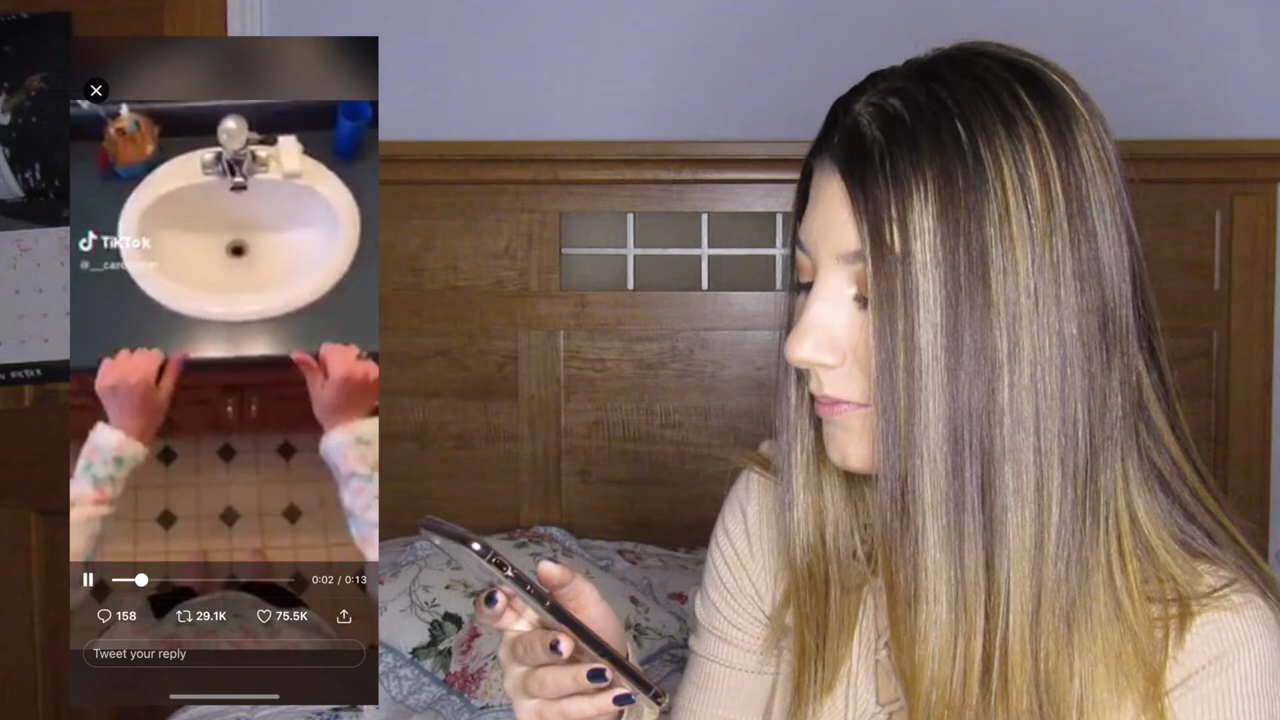 TikTok
0:02 / 0:13
158
29.1K
75.5K
Tweet your reply